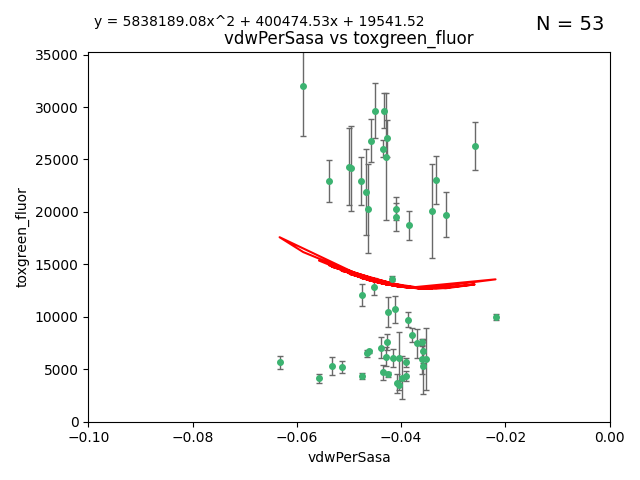 y = 5838189.08x^2 + 400474.53x + 19541.52
N = 53
vdwPerSasa vs toxgreen_fluor
35000
30000
25000
20000
15000
10000
5000
0
toxgreen_fluor
−0.10 −0.08 −0.06 −0.04 −0.02 0.00
vdwPerSasa